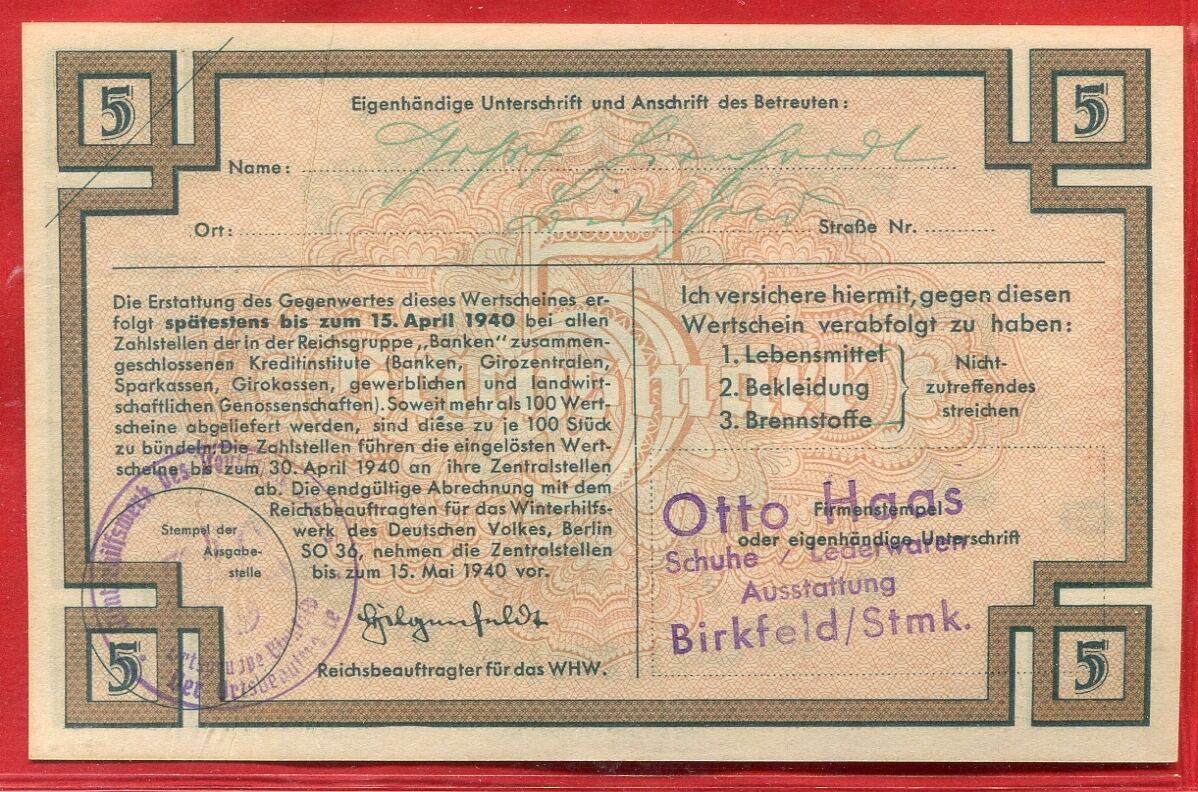 5
5
Eigenhändige Unterschrift und Anschrift des Betreuten:
Name: Josef
Ort:
Straße Nr.
Die Erstattung des Gegenwertes dieses Wertscheines er-
folgt spätestens bis zum 15. April 1940 bei allen
Zahlstellen der in der Reichsgruppe „Banken" zusammen-
geschlossenen Kreditinstitute (Banken, Girozentralen,
Sparkassen, Girokassen, gewerblichen und landwirt-
schaftlichen Genossenschaften). Soweit mehr als 100 Wert-
scheine abgeliefert werden, sind diese zu je 100 Stück
zu bündeln. Die Zahlstellen führen die eingelösten Wert-
scheine bis zum 30. April 1940 an ihre Zentralstellen
ab. Die endgültige Abrechnung mit dem
Reichsbeauftragten für das Winterhilfs-
werk des Deutschen Volkes, Berlin
SO 36, nehmen die Zentralstellen
bis zum 15. Mai 1940 vor.
Hilgenfeldt
Reichsbeauftragter für das WHW.
Stempel der
Ausgabe-
stelle
Ich versichere hiermit, gegen diesen
Wertschein verabfolgt zu haben:
1. Lebensmittel
2. Bekleidung
3. Brennstoffe
Nicht-
zutreffendes
streichen
Firmenstempel
oder eigenhändige Unterschrift
Otto Haas
Schuhe / Lederwaren
Ausstattung
Birkfeld/Stmk.
5
5